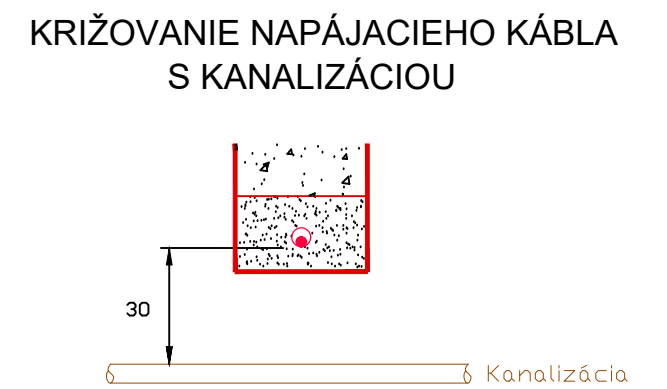 KRIŽOVANIE NAPÁJACIEHO KÁBLA
S KANALIZÁCIOU
30
Kanalizácia